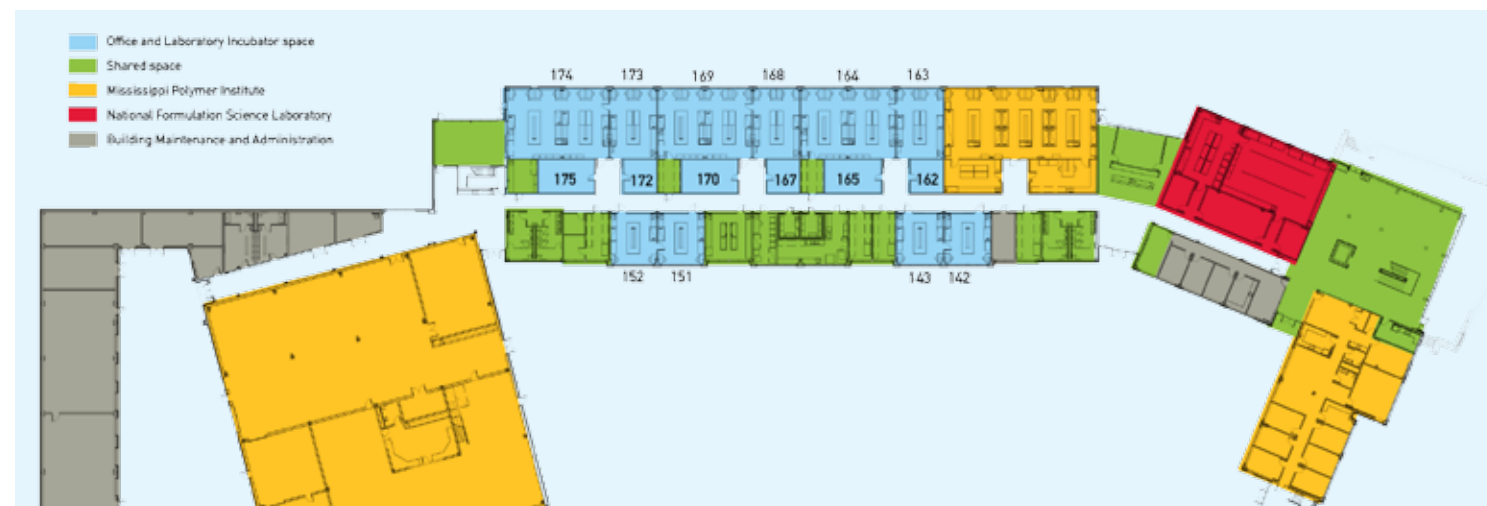 Office and Laboratory Incubator space
Shared space
Mississippi Polymer Institute
National Formulation Science Laboratory
Building Maintenance and Administration
174 173 169 168 164 163
175 172 170 167 165 162
152 151 143 142